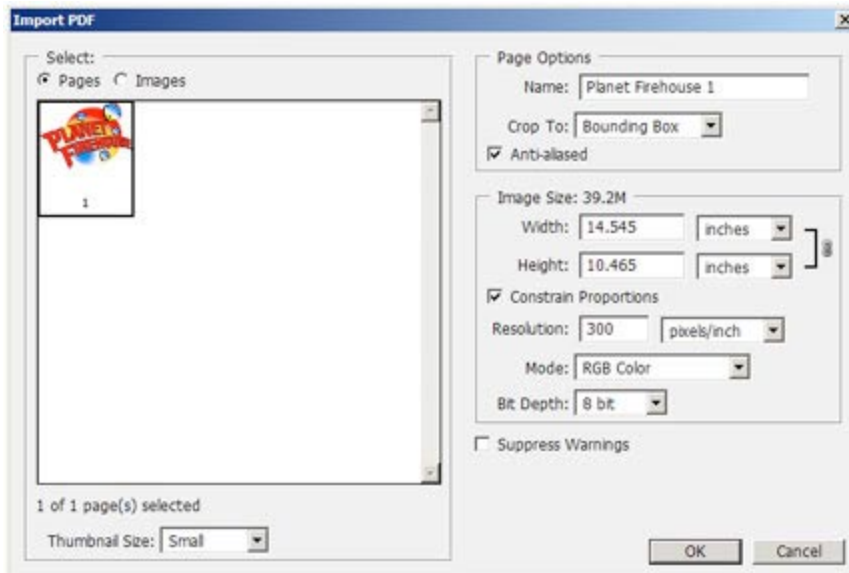 Import PDF
Select:
Pages Images
PLANET
FIREHOUSE
1
1 of 1 page(s) selected
Thumbnail Size: Small
Page Options
Name: Planet Firehouse 1
Crop To: Bounding Box
Anti-aliased
Image Size: 39.2M
Width: 14.545 inches
Height: 10.465 inches
Constrain Proportions
Resolution: 300 pixels/inch
Mode: RGB Color
Bit Depth: 8 bit
Suppress Warnings
OK Cancel